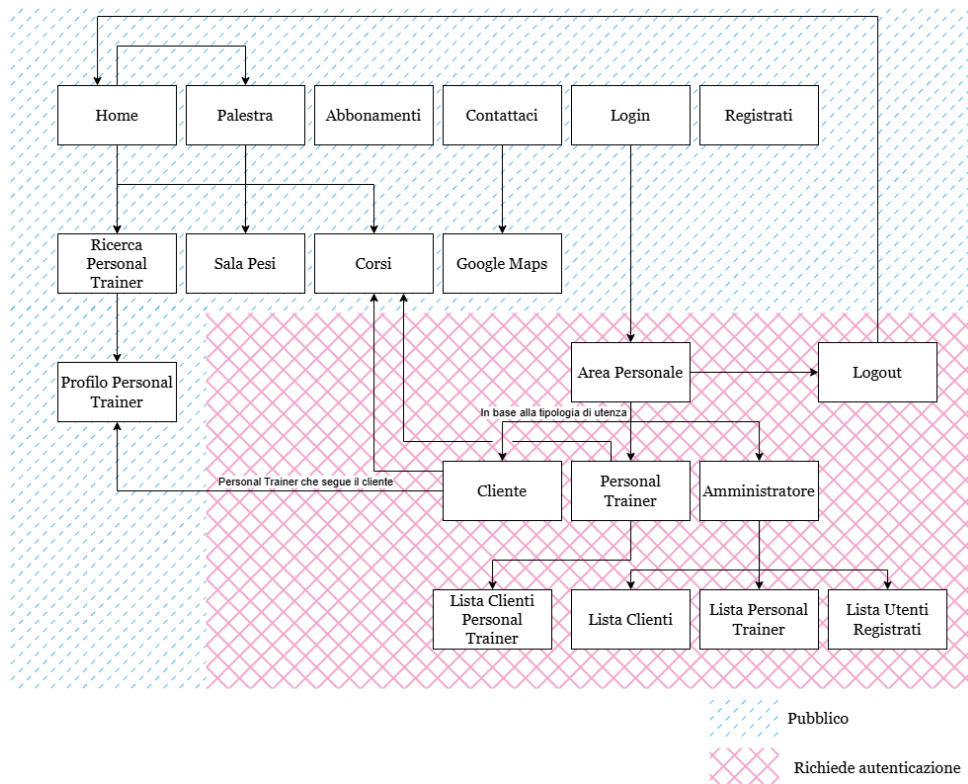 Home
Palestra
Abbonamenti
Contattaci
Login
Registrati
Ricerca
Personal
Trainer
Sala Pesi
Corsi
Google Maps
Profilo Personal
Trainer
Area Personale
Logout
In base alla tipologia di utenza
Personal Trainer che segue il cliente
Cliente
Personal
Trainer
Amministratore
Lista Clienti
Personal
Trainer
Lista Clienti
Lista Personal
Trainer
Lista Utenti
Registrati
Pubblico
Richiede autenticazione